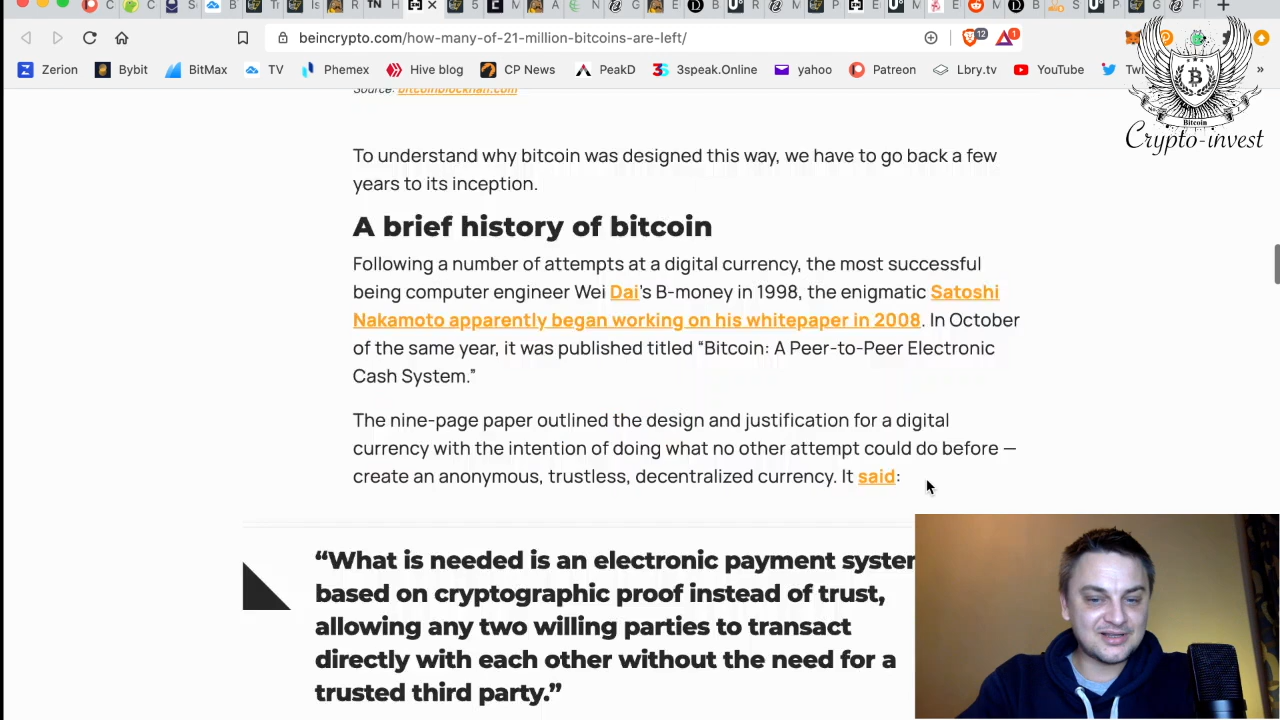 beincrypto.com/how-many-of-21-million-bitcoins-are-left/
12
1
Zerion
Bybit
BitMax
TV
Phemex
Hive blog
CP News
PeakD
3speak.Online
yahoo
Patreon
Lbry.tv
YouTube
»
Bitcoin
Crypto-invest
Source: bitcoinblockhalf.com
To understand why bitcoin was designed this way, we have to go back a few
years to its inception.
A brief history of bitcoin
Following a number of attempts at a digital currency, the most successful
being computer engineer Wei Dai's B-money in 1998, the enigmatic Satoshi
Nakamoto apparently began working on his whitepaper in 2008. In October
of the same year, it was published titled “Bitcoin: A Peer-to-Peer Electronic
Cash System.”
The nine-page paper outlined the design and justification for a digital
currency with the intention of doing what no other attempt could do before —
create an anonymous, trustless, decentralized currency. It said:
“What is needed is an electronic payment
based on cryptographic proof instead of trust,
allowing any two willing parties to transact
directly with each other without the need for a
trusted third party.”